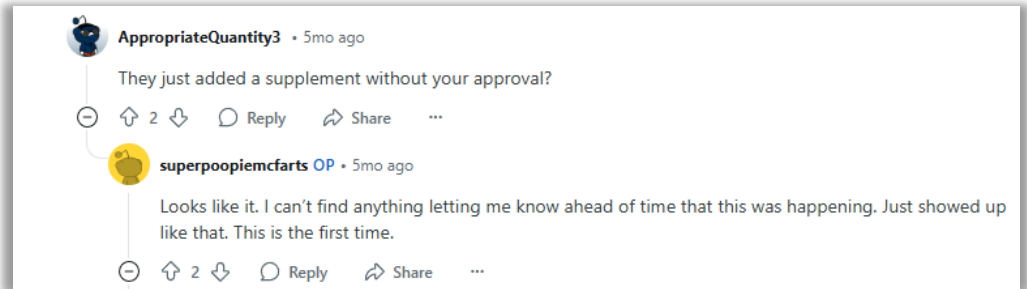 AppropriateQuantity3 • 5mo ago
They just added a supplement without your approval?
2 Reply Share ...
superpoopiemcfarts OP • 5mo ago
Looks like it. I can’t find anything letting me know ahead of time that this was happening. Just showed up
like that. This is the first time.
2 Reply Share ...